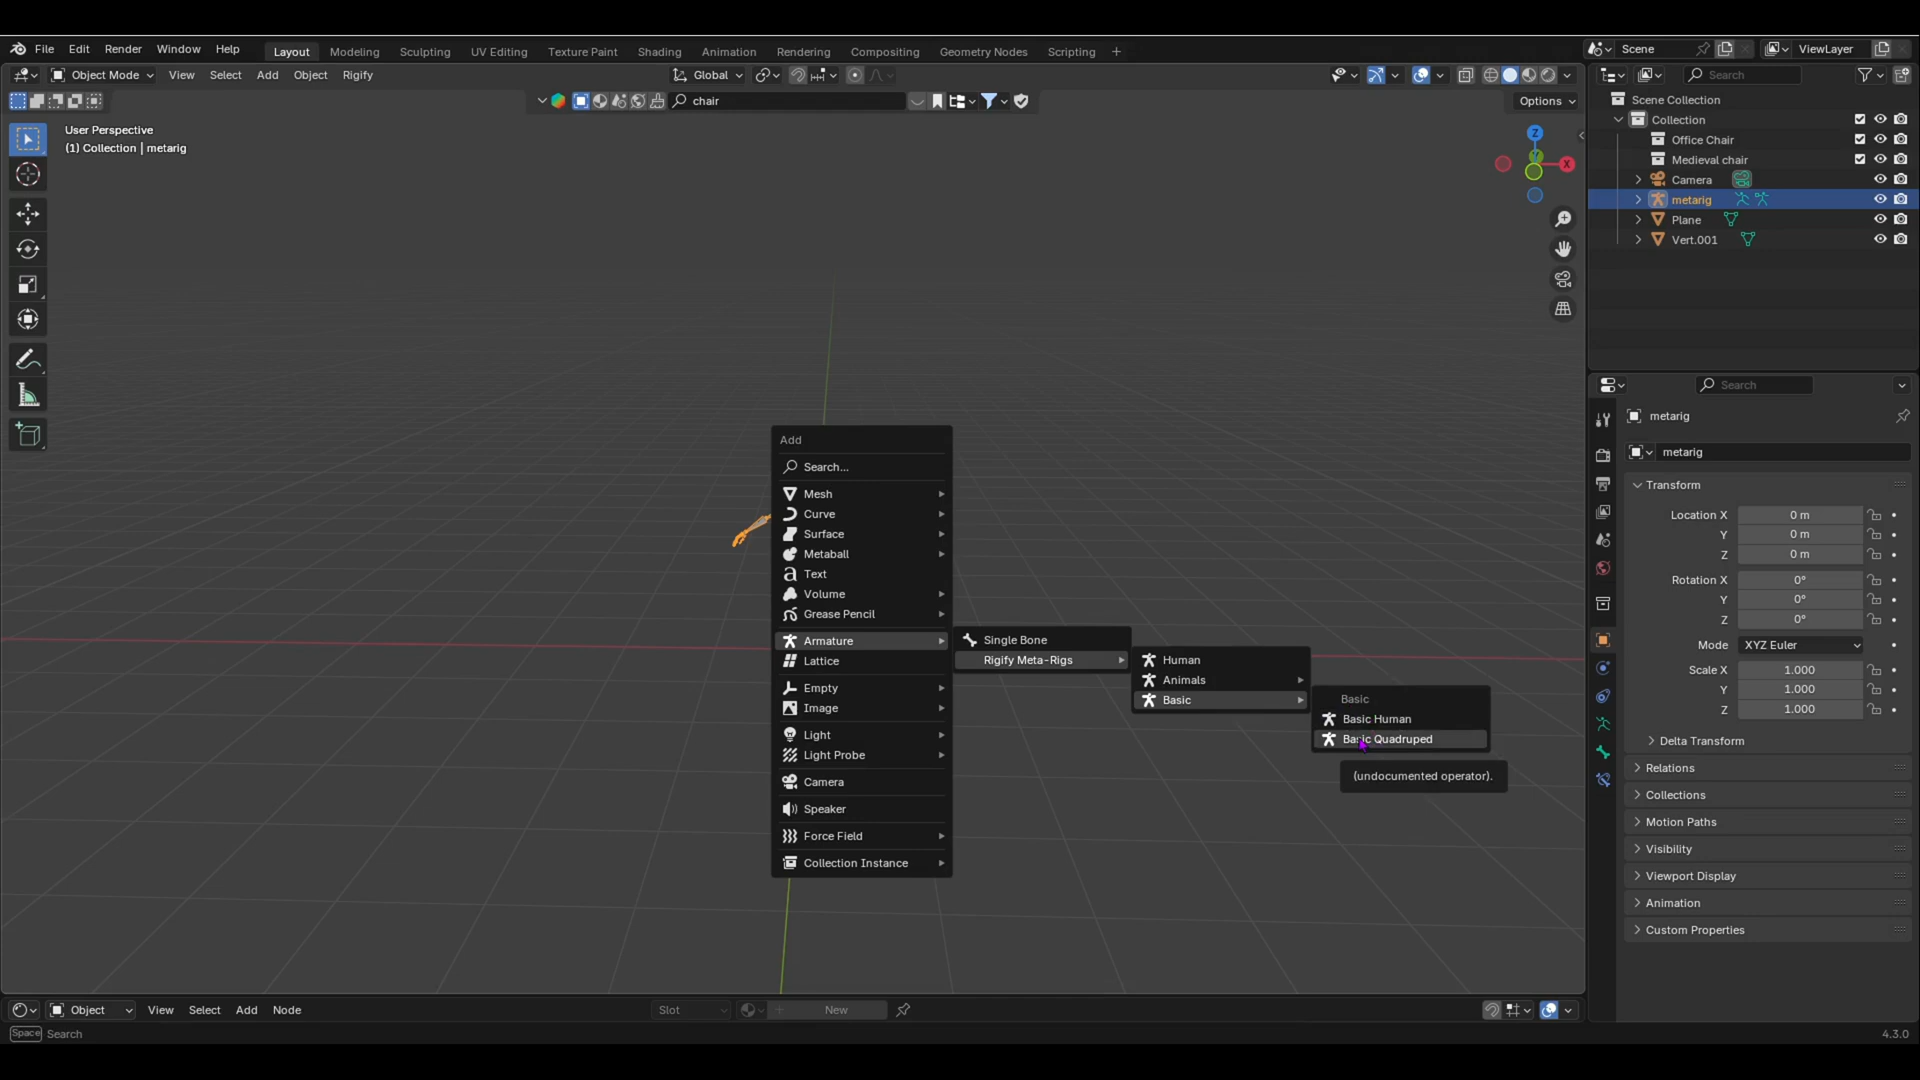 File Edit Render Window Help Layout Modeling Sculpting UV Editing Texture Paint Shading Animation Rendering Compositing Geometry Nodes Scripting + Scene ViewLayer
Object Mode View Select Add Object Rigify Global Search
chair Options
User Perspective
(1) Collection | metarig
Z
X
Scene Collection
Collection
Office Chair
Medieval chair
Camera
metarig
Plane
Vert.001
Add
Search...
Mesh
Curve
Surface
Metaball
Text
Volume
Grease Pencil
Armature
Lattice
Empty
Image
Light
Light Probe
Camera
Speaker
Force Field
Collection Instance
Single Bone
Rigify Meta-Rigs
Human
Animals
Basic
Basic
Basic Human
Basic Quadruped
(undocumented operator).
Search
metarig
metarig
Transform
Location X 0 m
Y 0 m
Z 0 m
Rotation X 0°
Y 0°
Z 0°
Mode XYZ Euler
Scale X 1.000
Y 1.000
Z 1.000
Delta Transform
Relations
Collections
Motion Paths
Visibility
Viewport Display
Animation
Custom Properties
Object View Select Add Node Slot New
Space Search 4.3.0